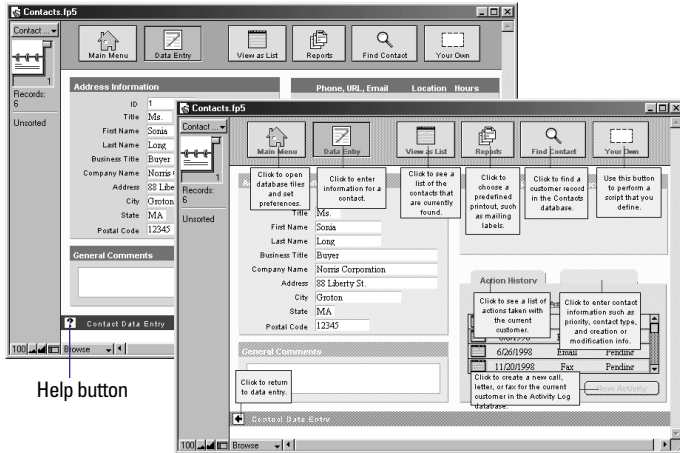 Contacts.fp5
Contact ...
Main Menu
Data Entry
View as List
Reports
Find Contact
Your Own
1
Records:
6
Unsorted
Address Information
Phone, URL, Email Location Hours
ID 1
Title Ms.
First Name Sonia
Last Name Long
Business Title Buyer
Company Name Norris
Address 88 Libe
City Groton
State MA
Postal Code 12345
General Comments
? Contact Data Entry
100 Browse
Help button
Contacts.fp5
Contact ...
Main Menu
Data Entry
View as List
Reports
Find Contact
Your Own
1
Records:
6
Unsorted
Click to open
database files
and set
preferences.
Click to enter
information for a
contact.
Click to see a
list of the
contacts that
are currently
found.
Click to
choose a
predefined
printout, such
as mailing
labels.
Click to find a
customer record
in the Contacts
database.
Use this button
to perform a
script that you
define.
Title Ms.
First Name Sonia
Last Name Long
Business Title Buyer
Company Name Norris Corporation
Address 88 Liberty St.
City Groton
State MA
Postal Code 12345
General Comments
Action History
Click to see a list of
actions taken with
the current
customer.
Click to enter contact
information such as
priority, contact type,
and creation or
modification info.
6/26/1998 Email Pending
11/20/1998 Fax Pending
Click to create a new call,
letter, or fax for the current
customer in the Activity Log
database.
New Activity
Click to return
to data entry.
Contact Data Entry
100 Browse